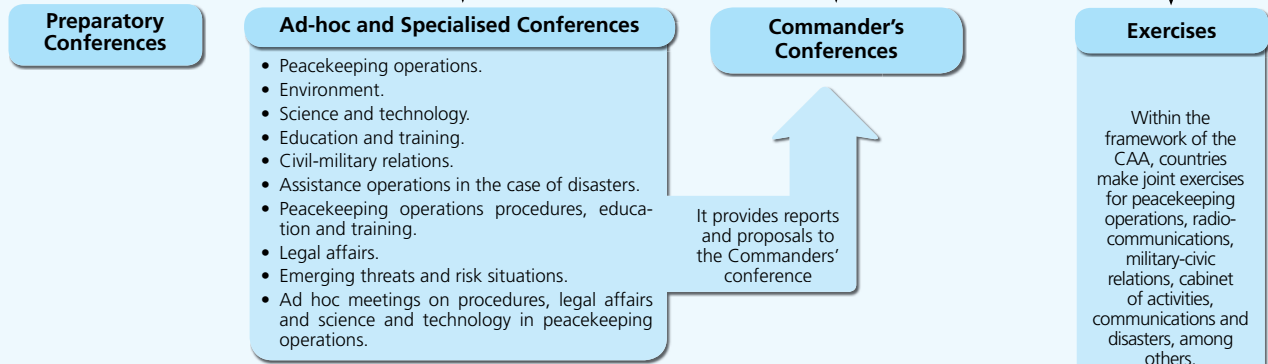 Preparatory
Conferences
Ad-hoc and Specialised Conferences
• Peacekeeping operations.
• Environment.
• Science and technology.
• Education and training.
• Civil-military relations.
• Assistance operations in the case of disasters.
• Peacekeeping operations procedures, educa-
tion and training.
• Legal affairs.
• Emerging threats and risk situations.
• Ad hoc meetings on procedures, legal affairs
and science and technology in peacekeeping
operations.
It provides reports
and proposals to
the Commanders’
conference
Commander’s
Conferences
Exercises
Within the
framework of the
CAA, countries
make joint exercises
for peacekeeping
operations, radio-
communications,
military-civic
relations, cabinet
of activities,
communications and
disasters, among
others.